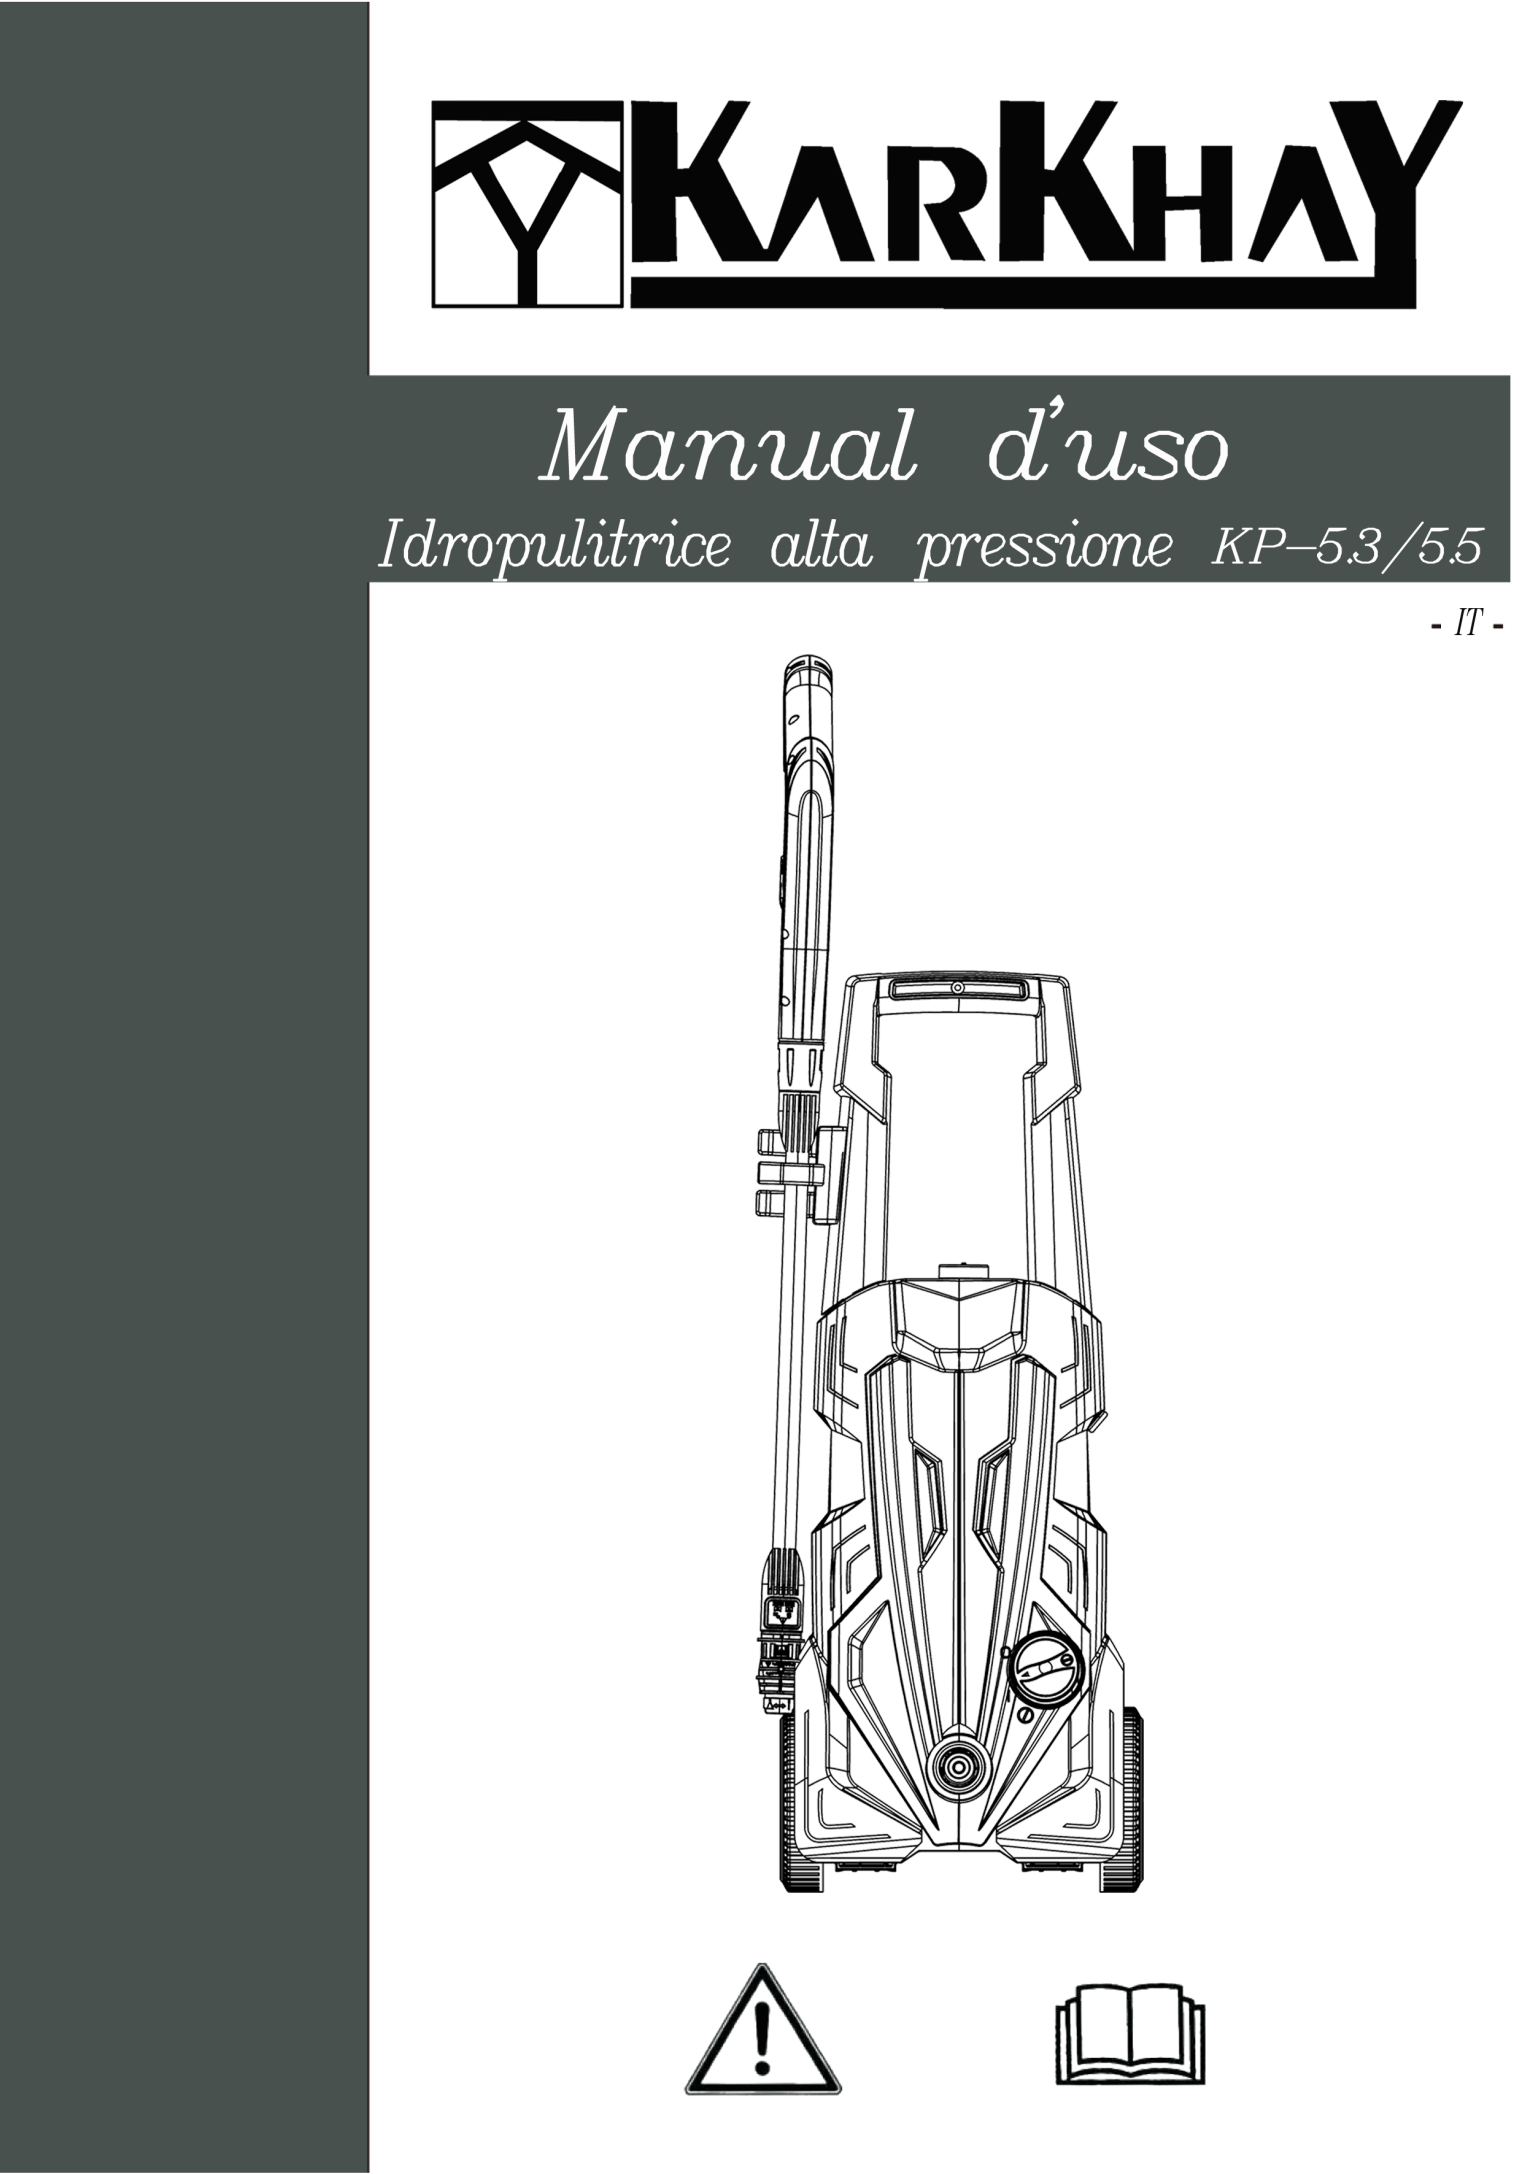 KARKHAY
Manual d'uso
Idropulitrice alta pressione KP-5.3/5.5
- IT -